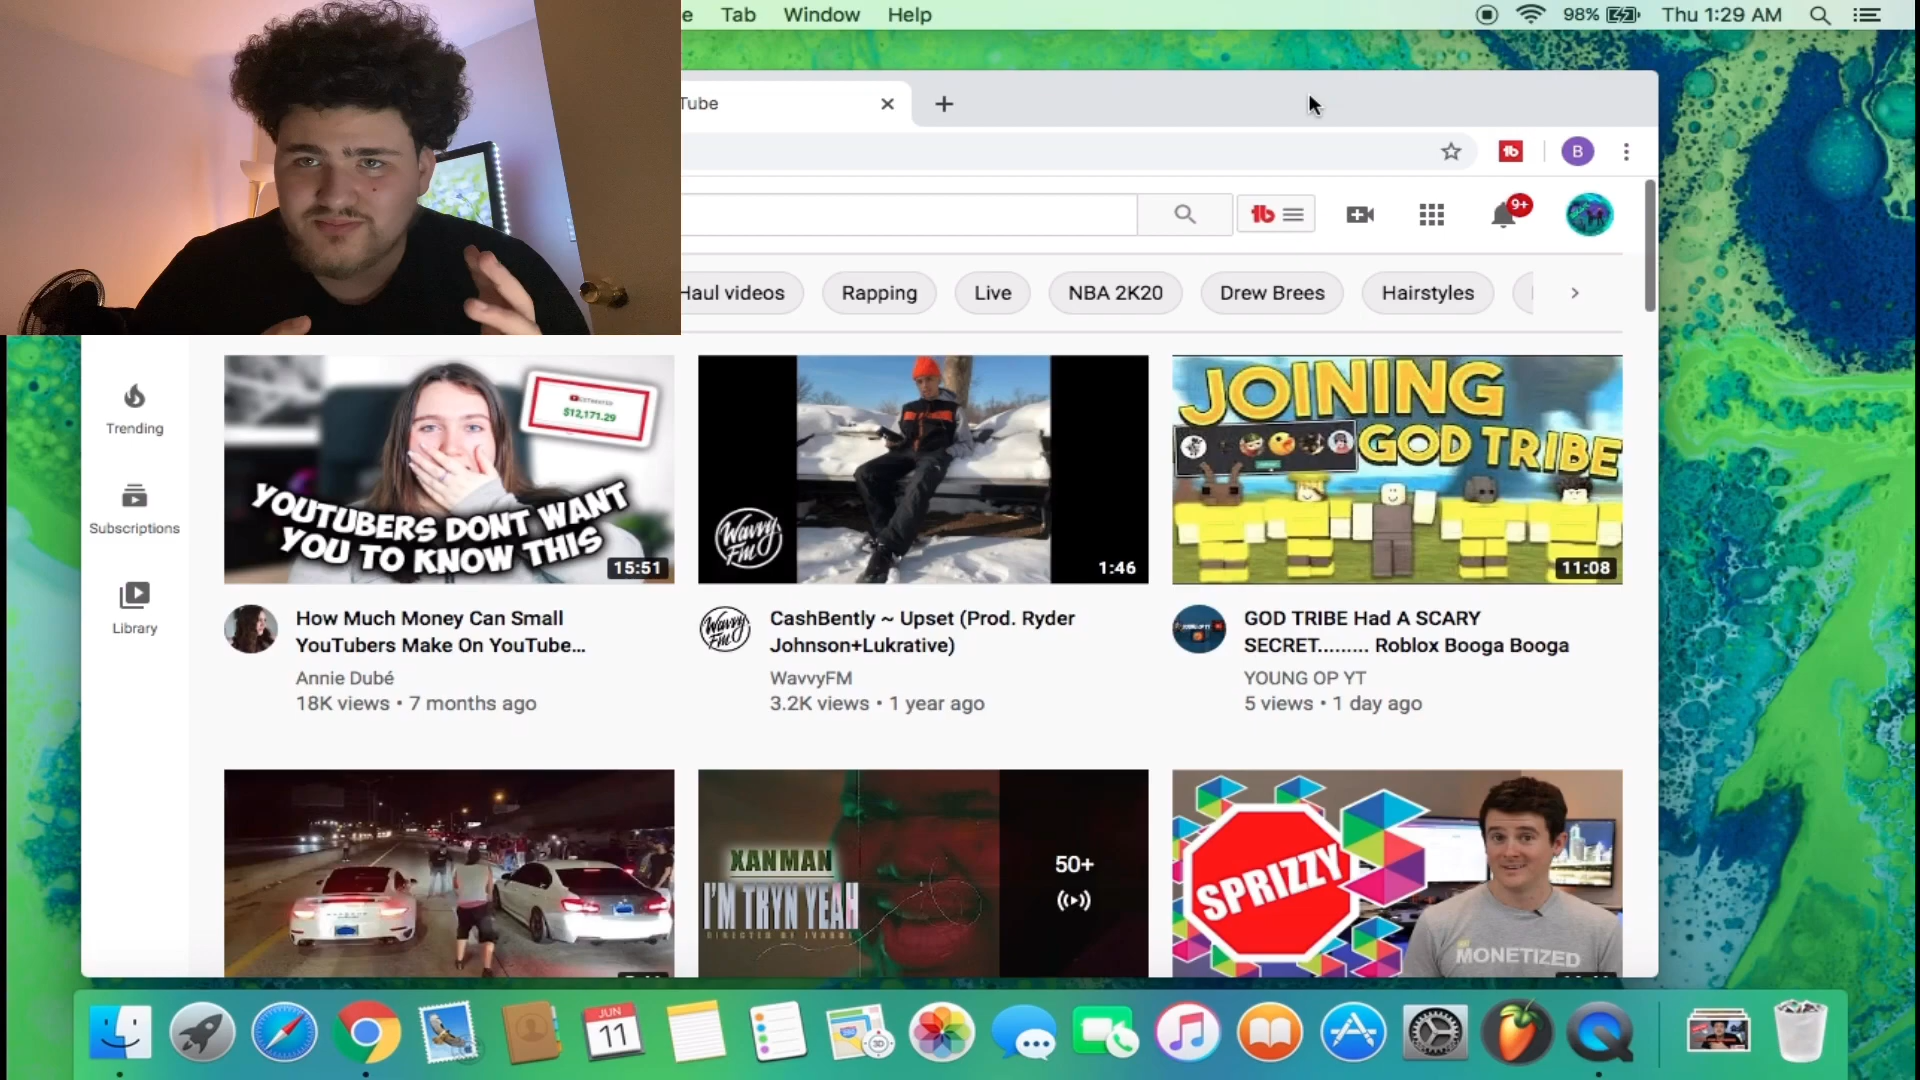 e Tab Window Help
98%
Thu 1:29 AM
Tube
B
9+
Haul videos
Rapping
Live
NBA 2K20
Drew Brees
Hairstyles
Trending
Subscriptions
Library
$12,171.29
YOUTUBERS DONT WANT
YOU TO KNOW THIS
15:51
How Much Money Can Small
YouTubers Make On YouTube...
Annie Dubé
18K views • 7 months ago
Wavvy
Fm
1:46
CashBently ~ Upset (Prod. Ryder
Johnson+Lukrative)
WavvyFM
3.2K views • 1 year ago
JOINING
GOD TRIBE
11:08
GOD TRIBE Had A SCARY
SECRET......... Roblox Booga Booga
YOUNG OP YT
5 views • 1 day ago
XANMAN
I'M TRYN YEAH
50+
SPRIZZY
MONETIZED
JUN
11
3D